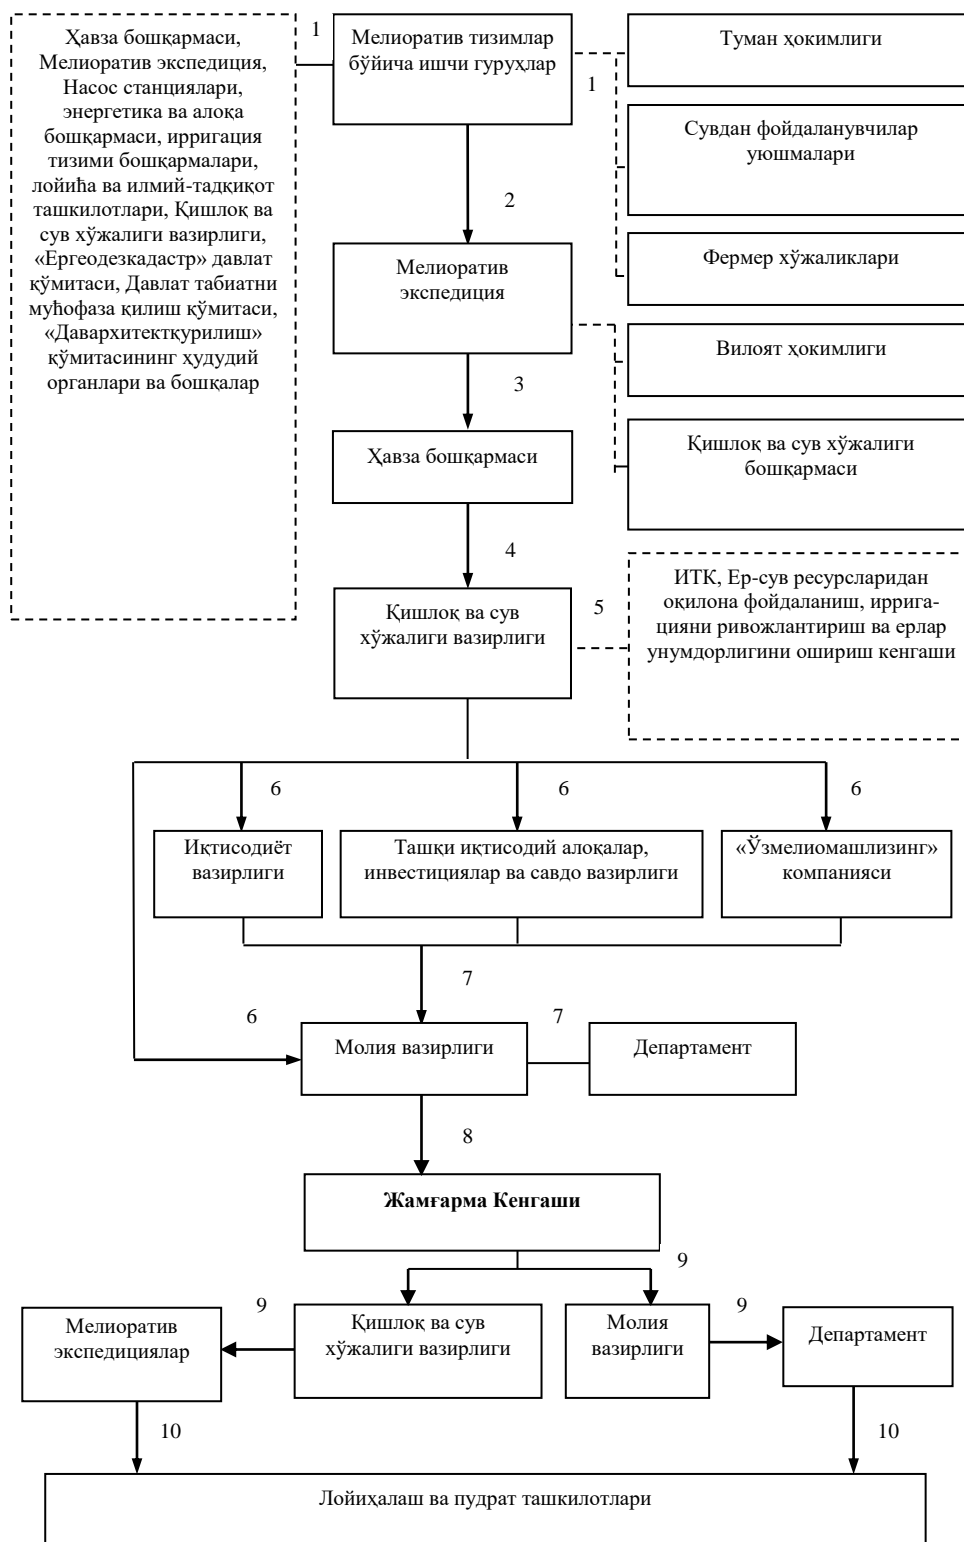 Ҳавза бошқармаси,
Мелиоратив экспедиция,
Насос станциялари,
энергетика ва алоқа
бошқармаси, ирригация
тизими бошқармалари,
лойића ва илмий-тадқиқот
ташкилотлари, Қишлоқ ва
сув хўжалиги вазирлиги,
«Ергеодезкадастр» давлат
қўмитаси, Давлат табиатни
мућофаза қилиш қўмитаси,
«Давархитектқурилиш»
қўмитасининг ҳудудий
органлари ва бошқалар
1
Мелиоратив тизимлар
бўйича ишчи гуруҳлар
1
Туман ҳокимлиги
Сувдан фойдаланувчилар
уюшмалари
Фермер хўжаликлари
2
Мелиоратив
экспедиция
Вилоят ҳокимлиги
Қишлоқ ва сув хўжалиги
бошқармаси
3
Ҳавза бошқармаси
4
Қишлоқ ва сув
хўжалиги вазирлиги
5
ИТК, Ер-сув ресурсларидан
оқилона фойдаланиш, иррига-
цияни ривожлантириш ва ерлар
унумдорлигини ошириш кенгаши
6
6
6
Иқтисодиёт
вазирлиги
Ташқи иқтисодий алоқалар,
инвестициялар ва савдо вазирлиги
«Ўзмелиомашлизинг»
компанияси
7
6
7
Молия вазирлиги
Департамент
8
Жамғарма Кенгаши
9
9
9
Мелиоратив
экспедициялар
Қишлоқ ва сув
хўжалиги вазирлиги
Молия
вазирлиги
Департамент
10
10
Лойиҳалаш ва пудрат ташкилотлари